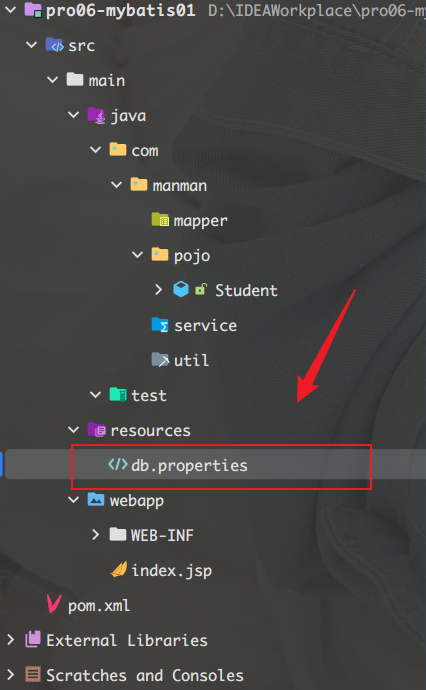 pro06-mybatis01 D:\IDEAWorkplace\pro06-my
src
main
java
com
manman
mapper
pojo
Student
service
util
test
resources
db.properties
webapp
WEB-INF
index.jsp
pom.xml
External Libraries
Scratches and Consoles